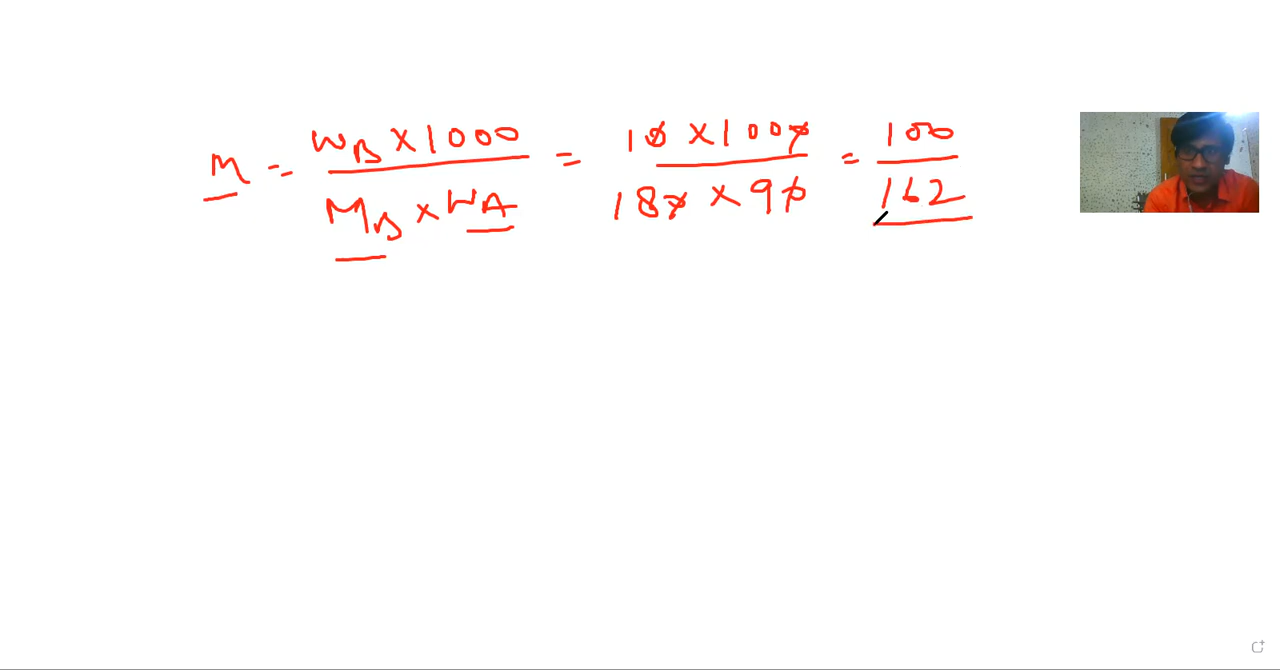 m = WB × 1000 / MB × WA = 10 × 1000 / 180 × 90 = 100 / 162